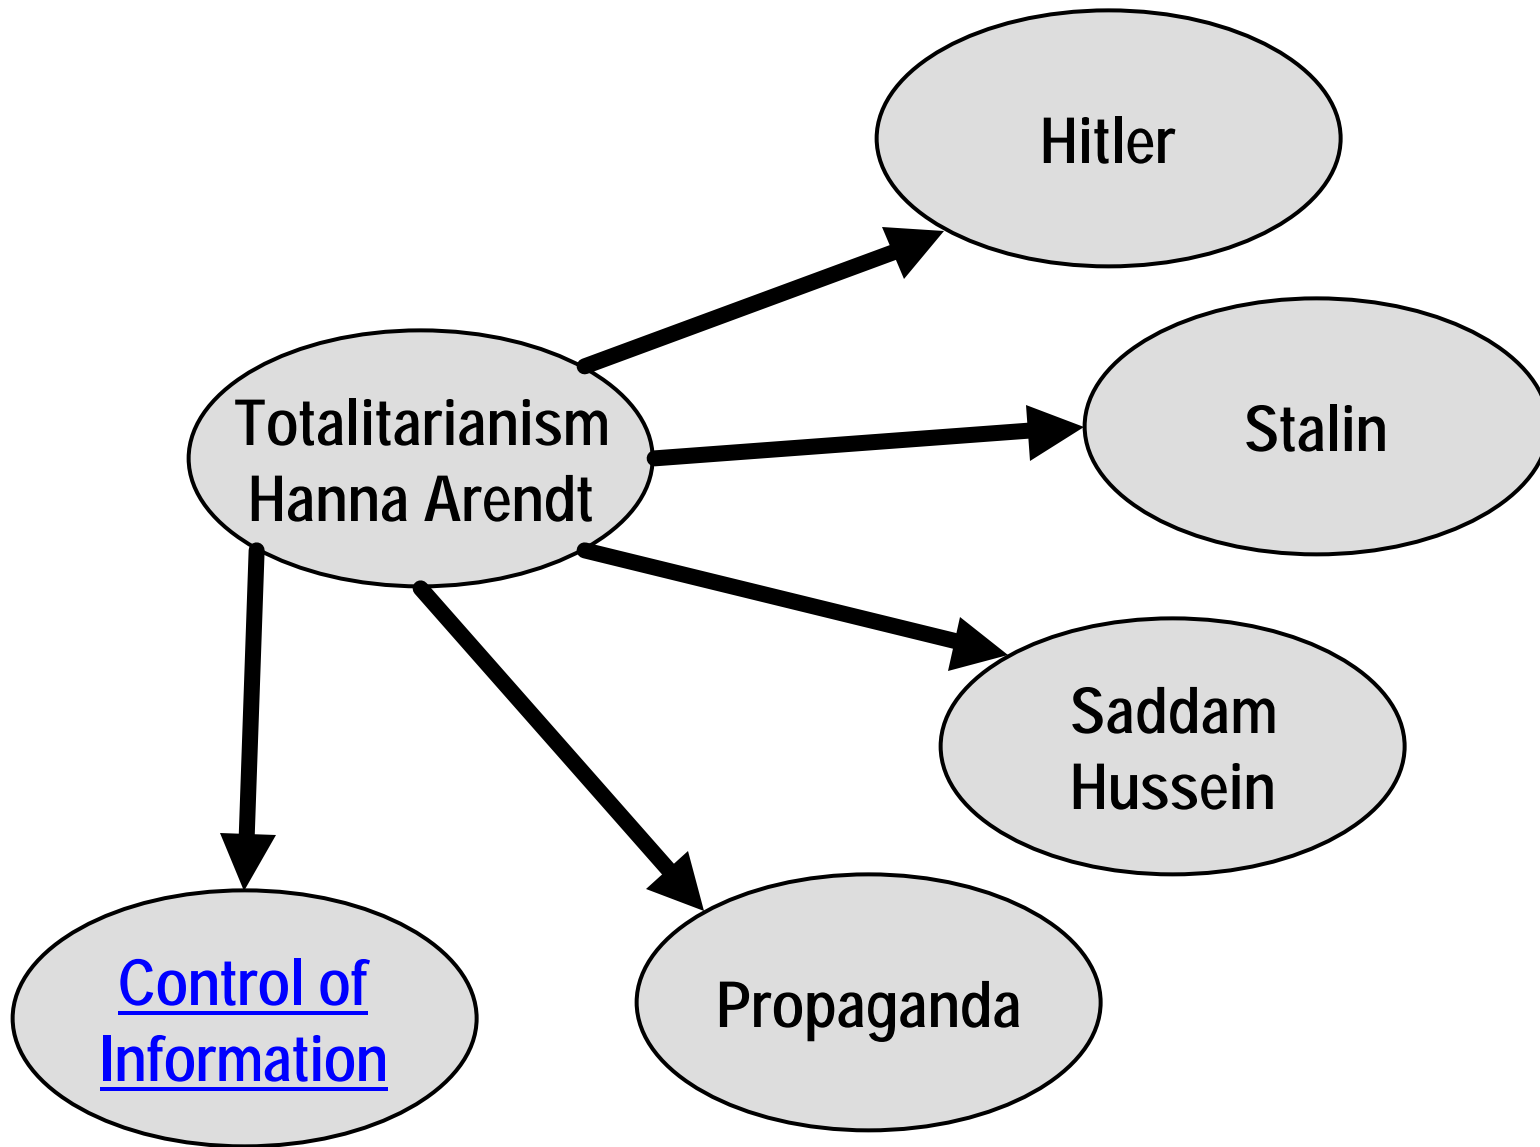 Hitler
Totalitarianism
Hanna Arendt
Stalin
Saddam
Hussein
Propaganda
Control of
Information